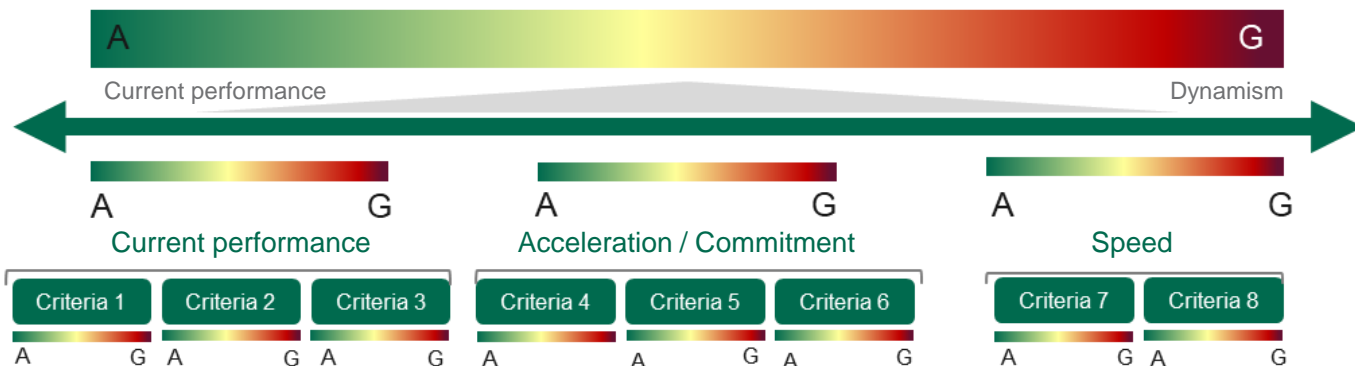 A G
Current performance Dynamism
A G A G A G
Current performance Acceleration / Commitment Speed
Criteria 1 Criteria 2 Criteria 3 Criteria 4 Criteria 5 Criteria 6 Criteria 7 Criteria 8
A G A G A G A G A G A G A G A G